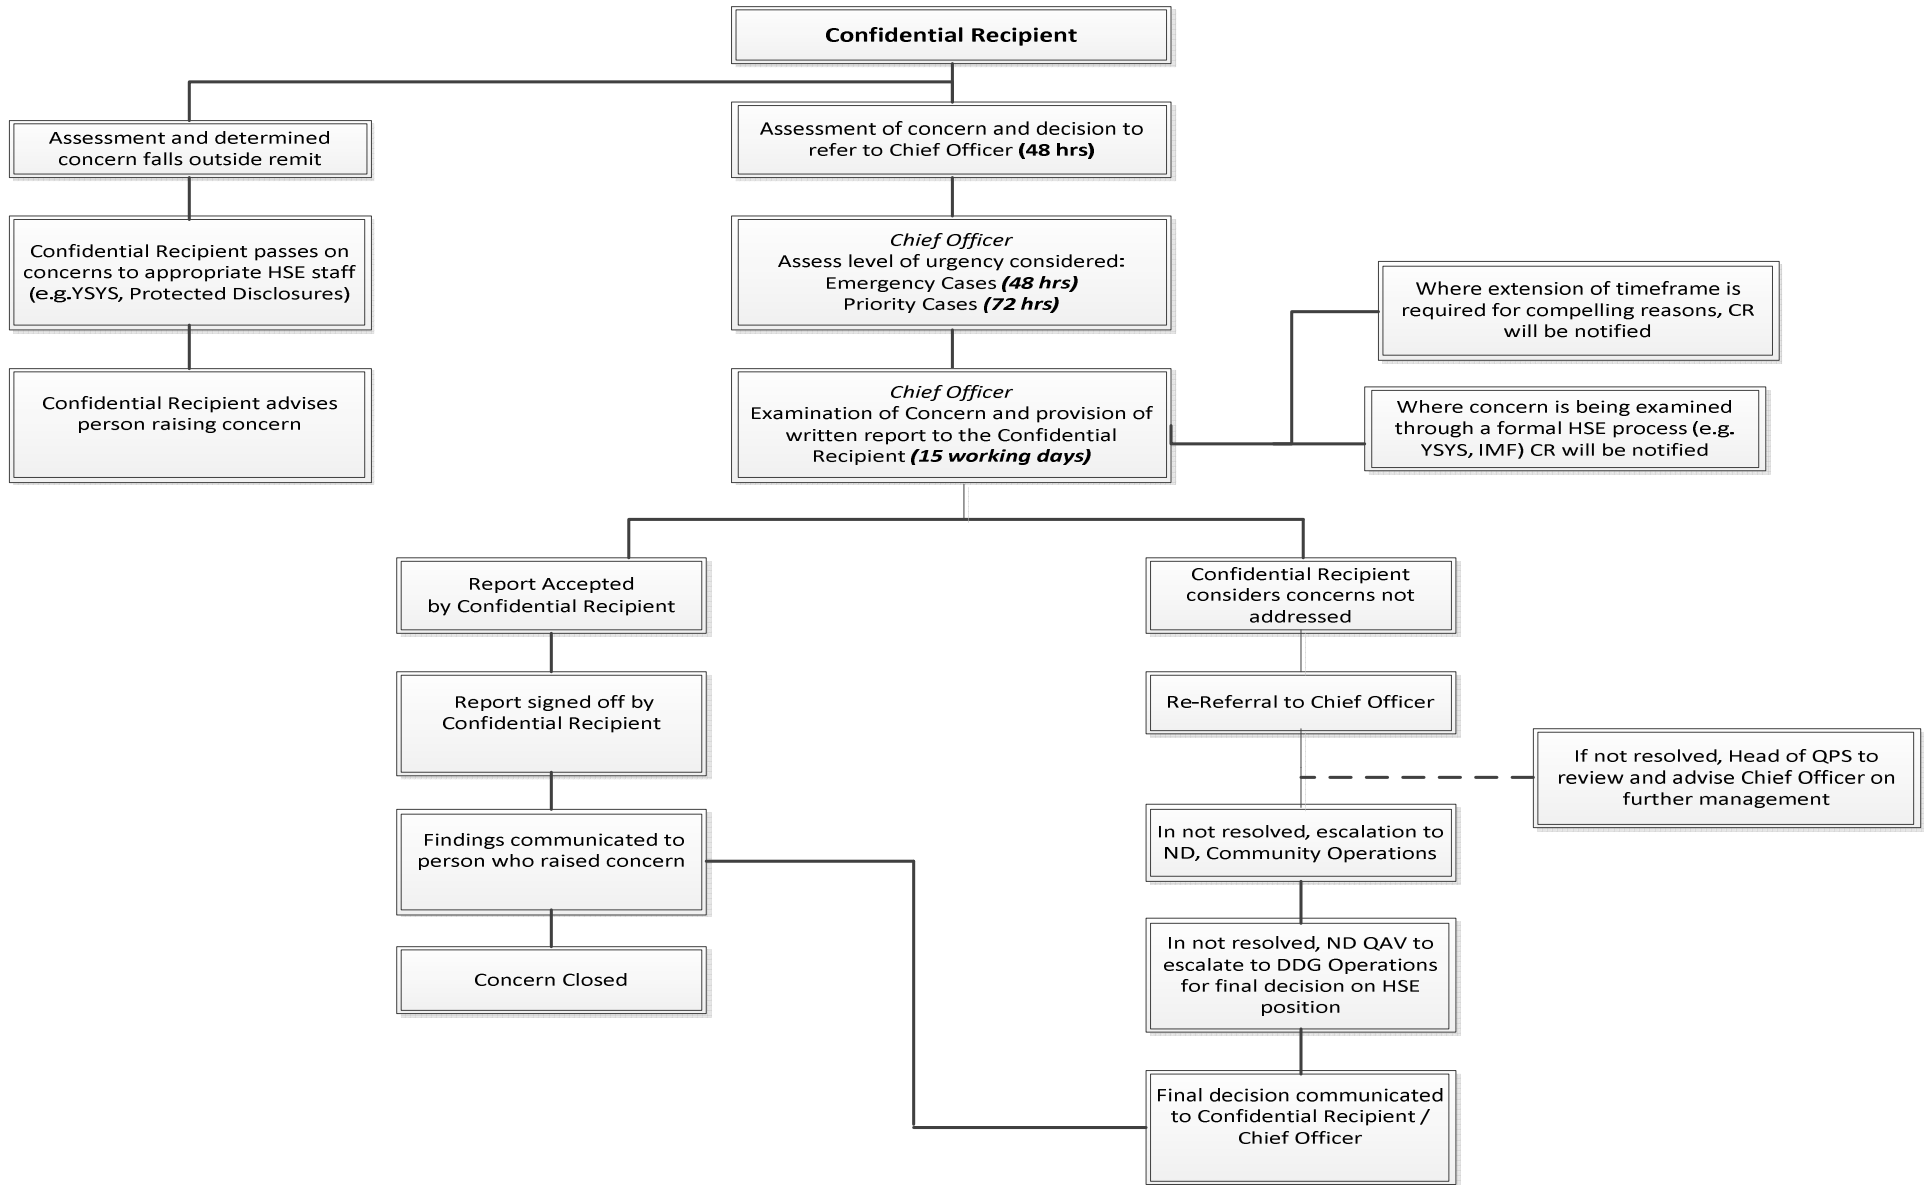 Confidential Recipient
Assessment and determined
concern falls outside remit
Assessment of concern and decision to
refer to Chief Officer (48 hrs)
Confidential Recipient passes on
concerns to appropriate HSE staff
(e.g.YSYS, Protected Disclosures)
Chief Officer
Assess level of urgency considered:
Emergency Cases (48 hrs)
Priority Cases (72 hrs)
Where extension of timeframe is
required for compelling reasons, CR
will be notified
Confidential Recipient advises
person raising concern
Chief Officer
Examination of Concern and provision of
written report to the Confidential
Recipient (15 working days)
Where concern is being examined
through a formal HSE process (e.g.
YSYS, IMF) CR will be notified
Report Accepted
by Confidential Recipient
Confidential Recipient
considers concerns not
addressed
Report signed off by
Confidential Recipient
Re-Referral to Chief Officer
If not resolved, Head of QPS to
review and advise Chief Officer on
further management
Findings communicated to
person who raised concern
In not resolved, escalation to
ND, Community Operations
Concern Closed
In not resolved, ND QAV to
escalate to DDG Operations
for final decision on HSE
position
Final decision communicated
to Confidential Recipient /
Chief Officer